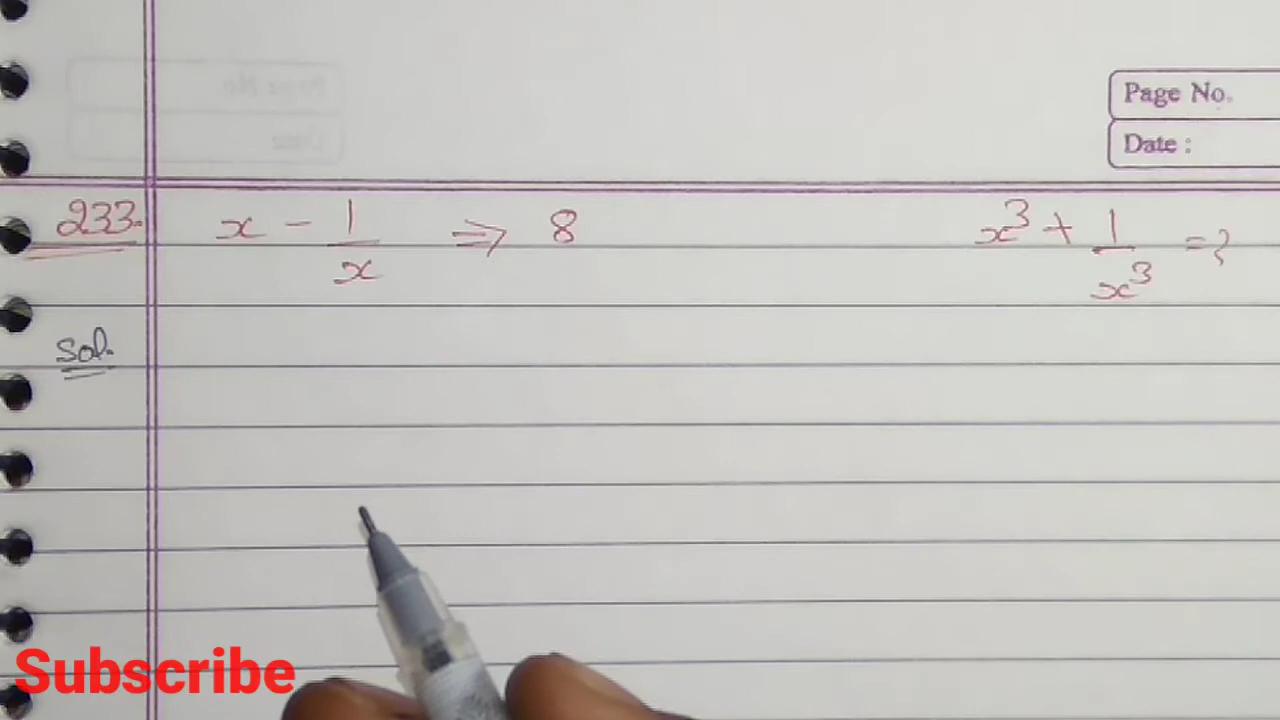 Page No.
Date :
233. x - 1/x => 8 x³ + 1/x³ = ?
Sol.
Subscribe